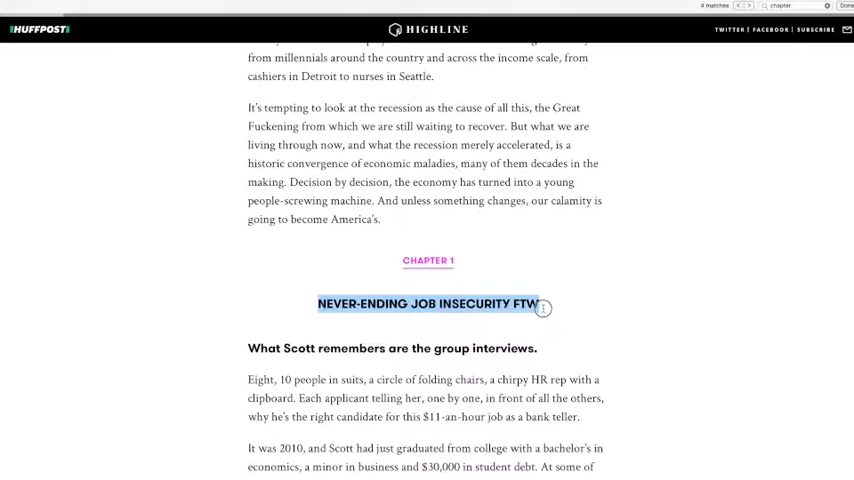 4 matches
chapter
Done
HUFFPOST
HIGHLINE
TWITTER | FACEBOOK | SUBSCRIBE
from millennials around the country and across the income scale, from
cashiers in Detroit to nurses in Seattle.
It's tempting to look at the recession as the cause of all this, the Great
Fuckening from which we are still waiting to recover. But what we are
living through now, and what the recession merely accelerated, is a
historic convergence of economic maladies, many of them decades in the
making. Decision by decision, the economy has turned into a young
people-screwing machine. And unless something changes, our calamity is
going to become America's.
CHAPTER 1
NEVER-ENDING JOB INSECURITY FTW
What Scott remembers are the group interviews.
Eight, 10 people in suits, a circle of folding chairs, a chirpy HR rep with a
clipboard. Each applicant telling her, one by one, in front of all the others,
why he's the right candidate for this $11-an-hour job as a bank teller.
It was 2010, and Scott had just graduated from college with a bachelor's in
economics, a minor in business and $30,000 in student debt. At some of